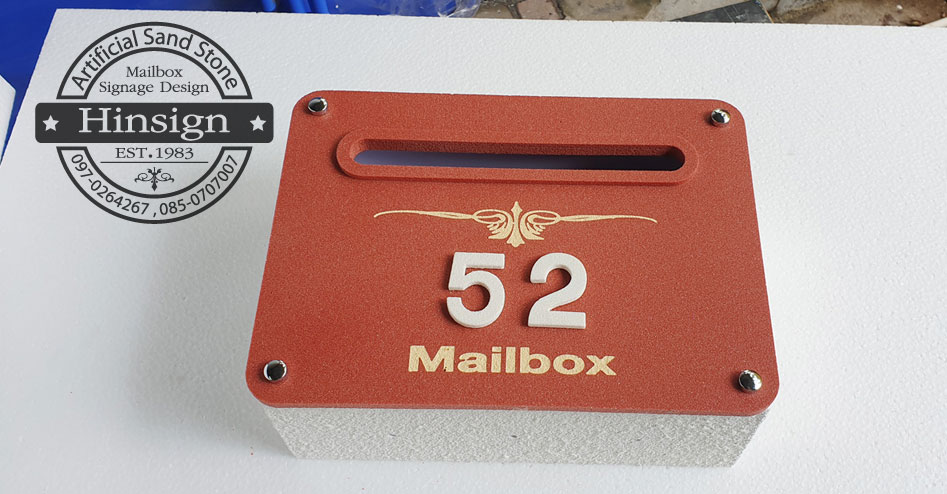 Artificial Sand Stone
Mailbox
Signage Design
Hinsign
EST.1983
097-0264267 , 085-0707007
52
Mailbox